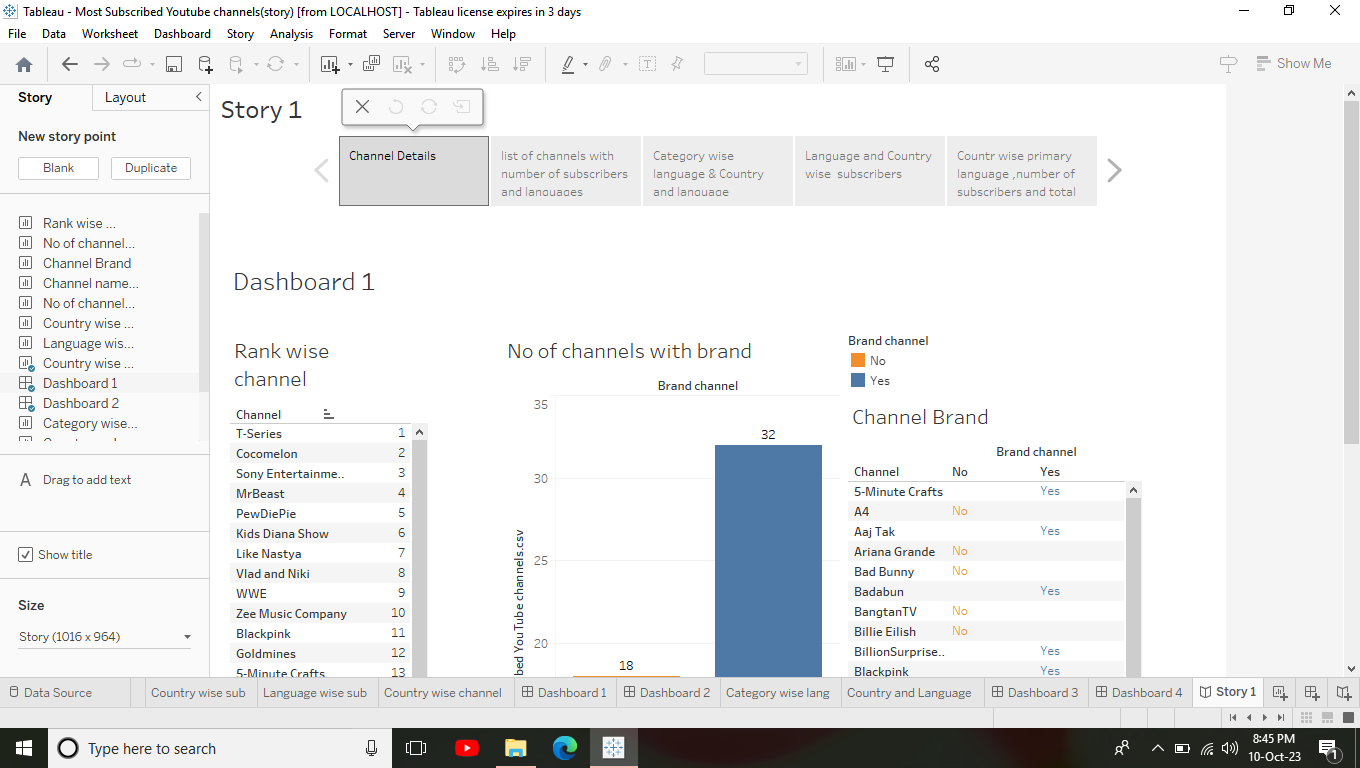 Tableau - Most Subscribed Youtube channels(story) [from LOCALHOST] - Tableau license expires in 3 days
File Data Worksheet Dashboard Story Analysis Format Server Window Help
Show Me
Story Layout
New story point
Blank Duplicate
Rank wise ...
No of channel...
Channel Brand
Channel name...
No of channel...
Country wise ...
Language wis...
Country wise ...
Dashboard 1
Dashboard 2
Category wise...
A Drag to add text
Show title
Size
Story (1016 x 964)
Story 1
Channel Details
list of channels with
number of subscribers
and languages
Category wise
language & Country
and language
Language and Country
wise subscribers
Countr wise primary
language ,number of
subscribers and total
Dashboard 1
Rank wise
channel
Channel
T-Series 1
Cocomelon 2
Sony Entertainme.. 3
MrBeast 4
PewDiePie 5
Kids Diana Show 6
Like Nastya 7
Vlad and Niki 8
WWE 9
Zee Music Company 10
Blackpink 11
Goldmines 12
5-Minute Crafts 13
No of channels with brand
Brand channel
35
30
25
20
32
18
bed YouTube channels.csv
Brand channel
No
Yes
Channel Brand
Brand channel
Channel No Yes
5-Minute Crafts Yes
A4 No
Aaj Tak Yes
Ariana Grande No
Bad Bunny No
Badabun Yes
BangtanTV No
Billie Eilish No
BillionSurprise.. Yes
Blackpink Yes
Data Source Country wise sub Language wise sub Country wise channel Dashboard 1 Dashboard 2 Category wise lang Country and Language Dashboard 3 Dashboard 4 Story 1
Type here to search
8:45 PM
10-Oct-23
1